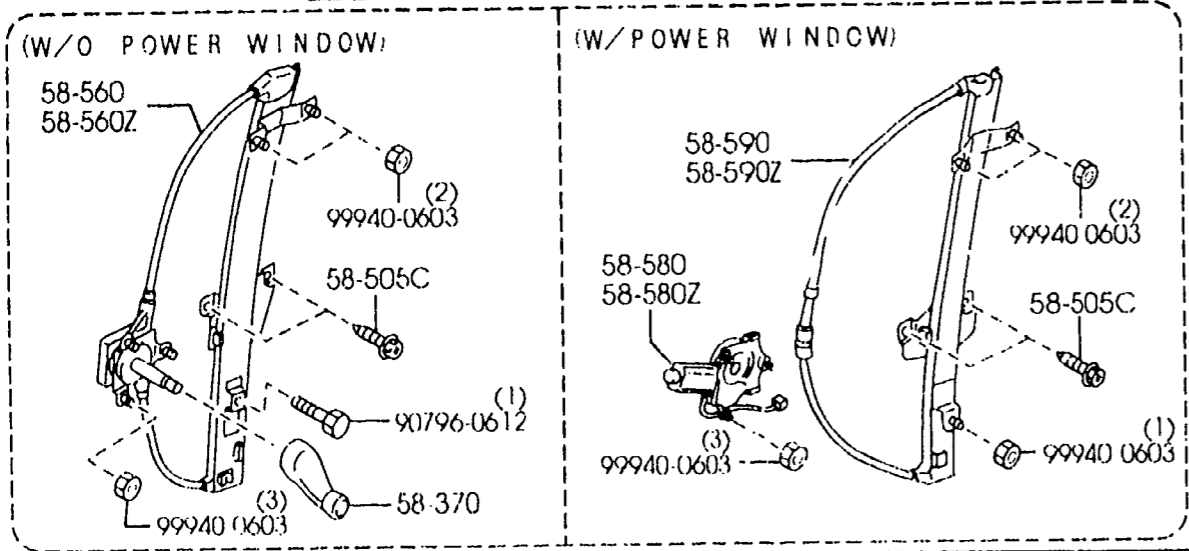 (W/O POWER WINDOW)
58-560
58-560Z
(2)
99940-0603
58-505C
(1)
90796-0612
(3)
99940 0603
58-370
(W/POWER WINDOW)
58-590
58-590Z
(2)
99940 0603
58-580
58-580Z
58-505C
(3)
99940-0603
(1)
99940 0603